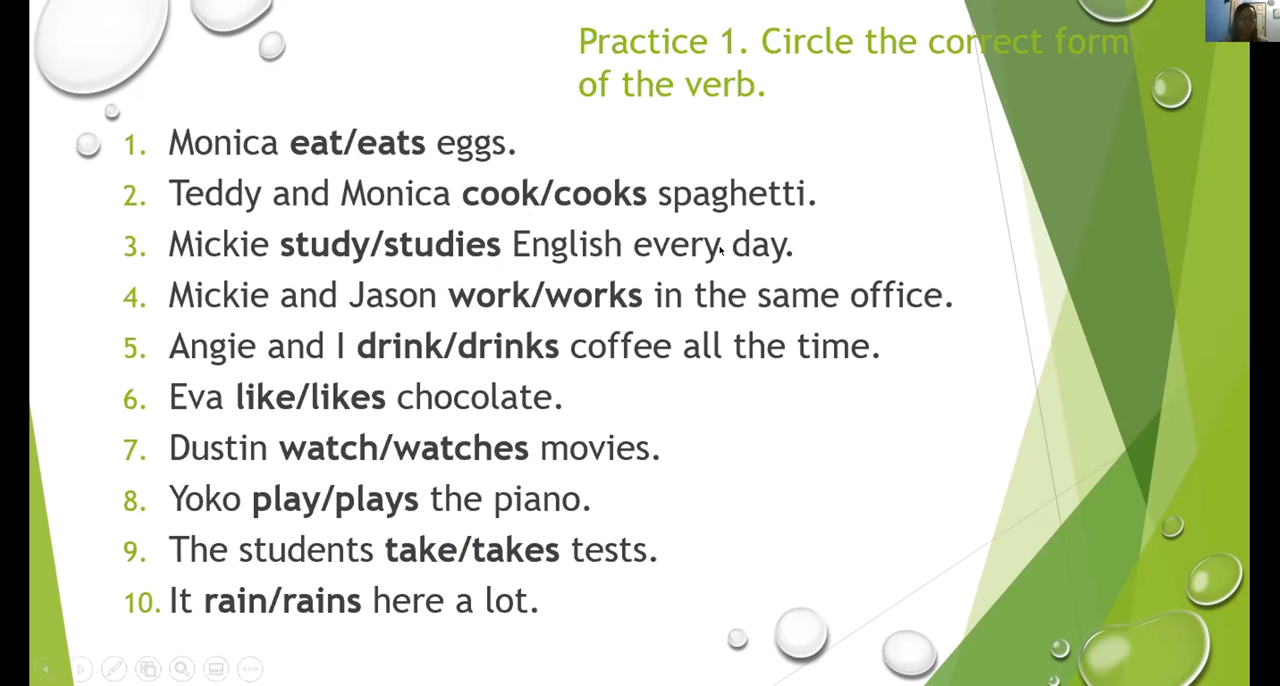 Practice 1. Circle the correct form
of the verb.
1. Monica eat/eats eggs.
2. Teddy and Monica cook/cooks spaghetti.
3. Mickie study/studies English every day.
4. Mickie and Jason work/works in the same office.
5. Angie and I drink/drinks coffee all the time.
6. Eva like/likes chocolate.
7. Dustin watch/watches movies.
8. Yoko play/plays the piano.
9. The students take/takes tests.
10. It rain/rains here a lot.